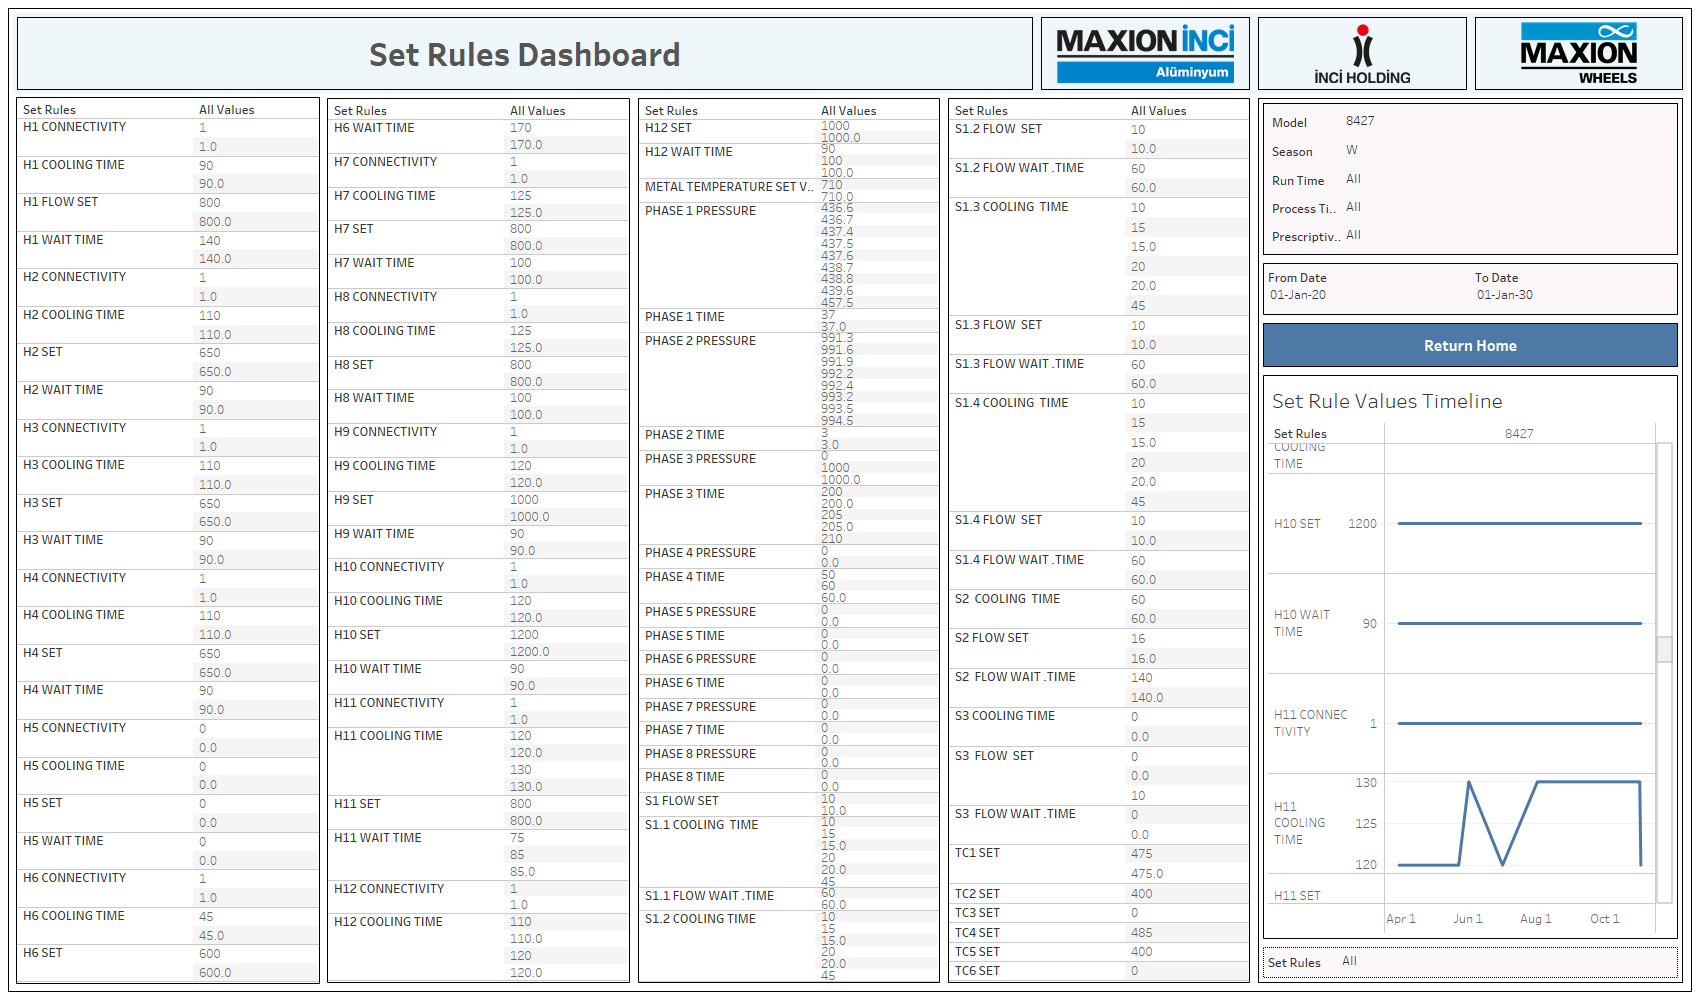 Set Rules Dashboard
MAXION İNCİ
Alüminyum
İNCİ HOLDİNG
MAXION
WHEELS
Set Rules All Values
H1 CONNECTIVITY 1
1.0
H1 COOLING TIME 90
90.0
H1 FLOW SET 800
800.0
H1 WAIT TIME 140
140.0
H2 CONNECTIVITY 1
1.0
H2 COOLING TIME 110
110.0
H2 SET 650
650.0
H2 WAIT TIME 90
90.0
H3 CONNECTIVITY 1
1.0
H3 COOLING TIME 110
110.0
H3 SET 650
650.0
H3 WAIT TIME 90
90.0
H4 CONNECTIVITY 1
1.0
H4 COOLING TIME 110
110.0
H4 SET 650
650.0
H4 WAIT TIME 90
90.0
H5 CONNECTIVITY 0
0.0
H5 COOLING TIME 0
0.0
H5 SET 0
0.0
H5 WAIT TIME 0
0.0
H6 CONNECTIVITY 1
1.0
H6 COOLING TIME 45
45.0
H6 SET 600
600.0
Set Rules All Values
H6 WAIT TIME 170
170.0
H7 CONNECTIVITY 1
1.0
H7 COOLING TIME 125
125.0
H7 SET 800
800.0
H7 WAIT TIME 100
100.0
H8 CONNECTIVITY 1
1.0
H8 COOLING TIME 125
125.0
H8 SET 800
800.0
H8 WAIT TIME 100
100.0
H9 CONNECTIVITY 1
1.0
H9 COOLING TIME 120
120.0
H9 SET 1000
1000.0
H9 WAIT TIME 90
90.0
H10 CONNECTIVITY 1
1.0
H10 COOLING TIME 120
120.0
H10 SET 1200
1200.0
H10 WAIT TIME 90
90.0
H11 CONNECTIVITY 1
1.0
H11 COOLING TIME 120
120.0
130
130.0
H11 SET 800
800.0
H11 WAIT TIME 75
85
85.0
H12 CONNECTIVITY 1
1.0
H12 COOLING TIME 110
110.0
120
120.0
Set Rules All Values
H12 SET 1000
1000.0
H12 WAIT TIME 90
100
100.0
METAL TEMPERATURE SET V.. 710
710.0
PHASE 1 PRESSURE 436.6
436.7
437.4
437.5
437.6
438.7
438.8
439.6
457.5
PHASE 1 TIME 37
37.0
PHASE 2 PRESSURE 991.3
991.6
991.9
992.2
992.4
993.2
993.5
994.5
PHASE 2 TIME 3
3.0
PHASE 3 PRESSURE 0
1000
1000.0
PHASE 3 TIME 200
200.0
205
205.0
210
PHASE 4 PRESSURE 0
0.0
PHASE 4 TIME 50
60
60.0
PHASE 5 PRESSURE 0
0.0
PHASE 5 TIME 0
0.0
PHASE 6 PRESSURE 0
0.0
PHASE 6 TIME 0
0.0
PHASE 7 PRESSURE 0
0.0
PHASE 7 TIME 0
0.0
PHASE 8 PRESSURE 0
0.0
PHASE 8 TIME 0
0.0
S1 FLOW SET 10
10.0
S1.1 COOLING TIME 10
15
15.0
20
20.0
45
S1.1 FLOW WAIT .TIME 60
60.0
S1.2 COOLING TIME 10
15
15.0
20
20.0
45
Set Rules All Values
S1.2 FLOW SET 10
10.0
S1.2 FLOW WAIT .TIME 60
60.0
S1.3 COOLING TIME 10
15
15.0
20
20.0
45
S1.3 FLOW SET 10
10.0
S1.3 FLOW WAIT .TIME 60
60.0
S1.4 COOLING TIME 10
15
15.0
20
20.0
45
S1.4 FLOW SET 10
10.0
S1.4 FLOW WAIT .TIME 60
60.0
S2 COOLING TIME 60
60.0
S2 FLOW SET 16
16.0
S2 FLOW WAIT .TIME 140
140.0
S3 COOLING TIME 0
0.0
S3 FLOW SET 0
0.0
10
S3 FLOW WAIT .TIME 0
0.0
TC1 SET 475
475.0
TC2 SET 400
TC3 SET 0
TC4 SET 485
TC5 SET 400
TC6 SET 0
Model 8427
Season W
Run Time All
Process Ti.. All
Prescriptiv.. All
From Date To Date
01-Jan-20 01-Jan-30
Return Home
Set Rule Values Timeline
Set Rules 8427
COOLING
TIME
H10 SET 1200
H10 WAIT
TIME 90
H11 CONNEC
TIVITY 1
130
H11
COOLING 125
TIME
120
H11 SET
Apr 1 Jun 1 Aug 1 Oct 1
Set Rules All